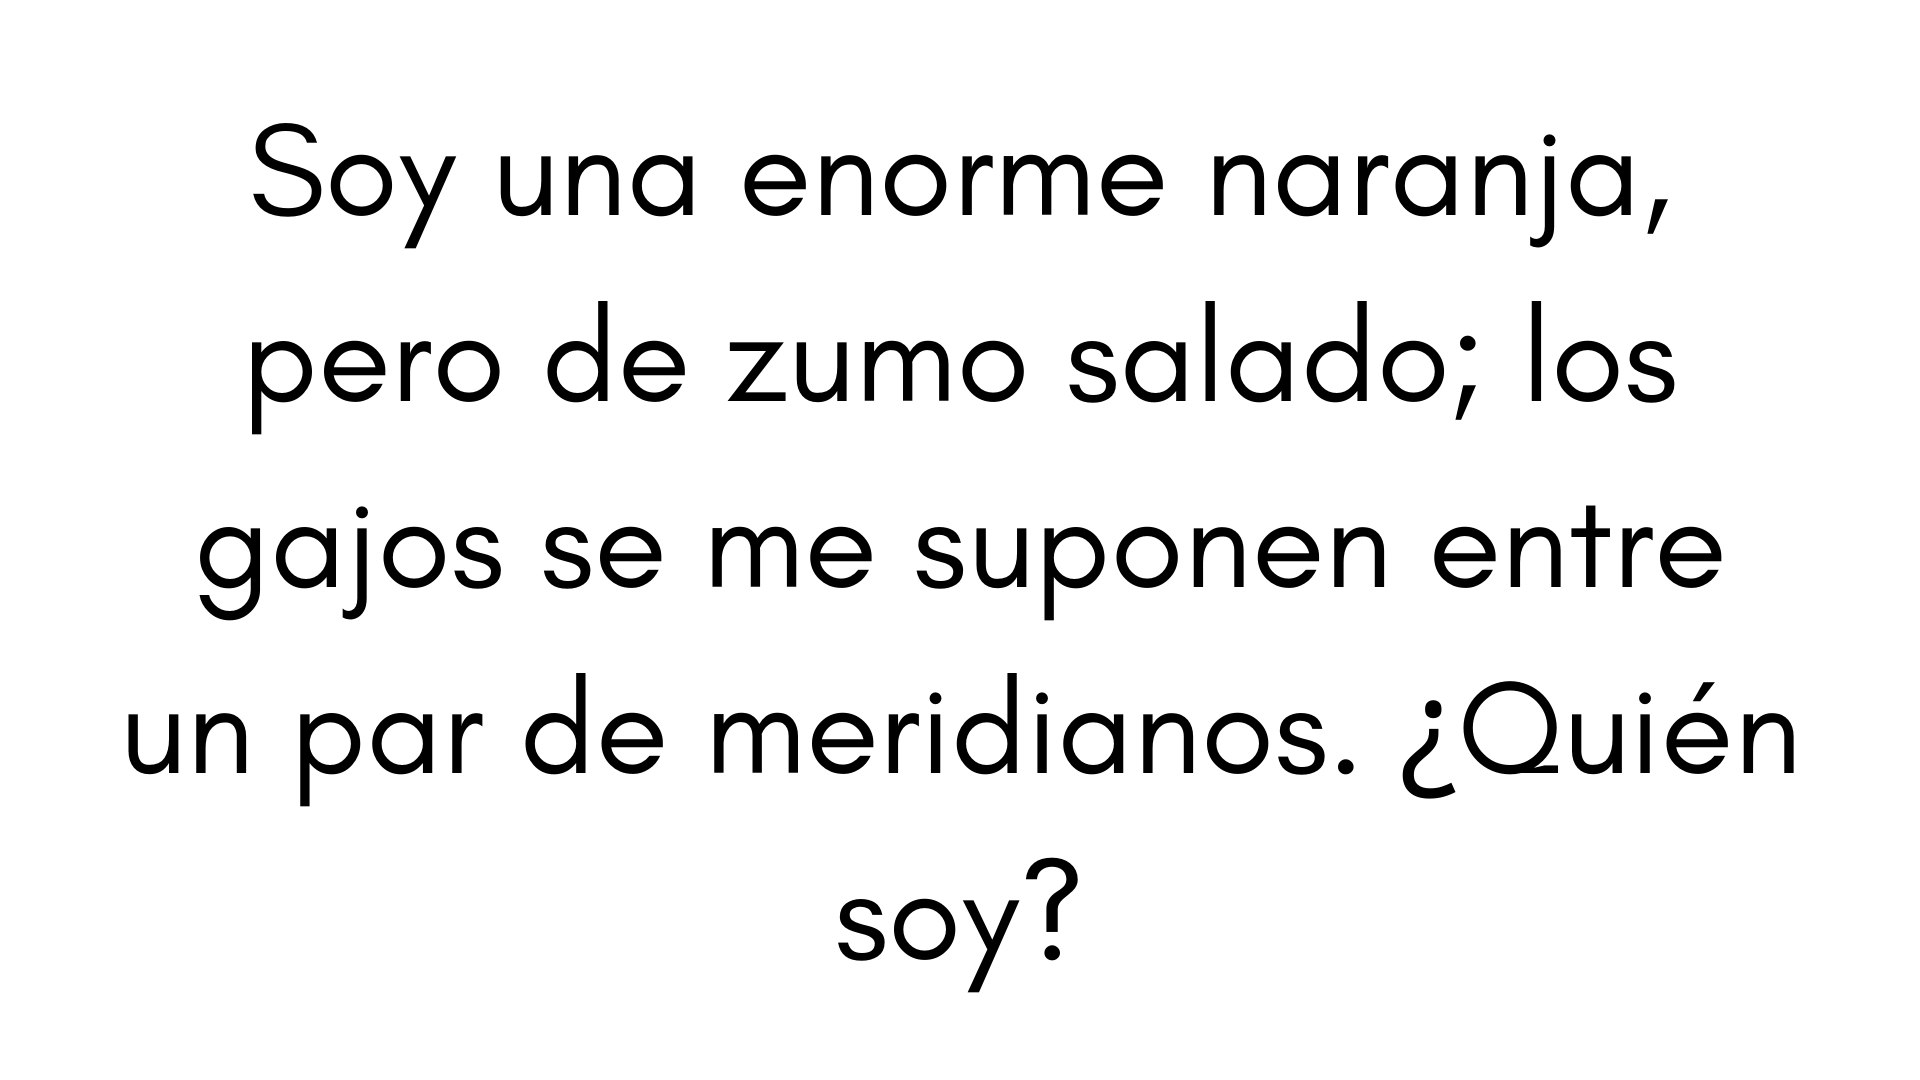 Soy una enorme naranja,
pero de zumo salado; los
gajos se me suponen entre
un par de meridianos. ¿Quién
soy?